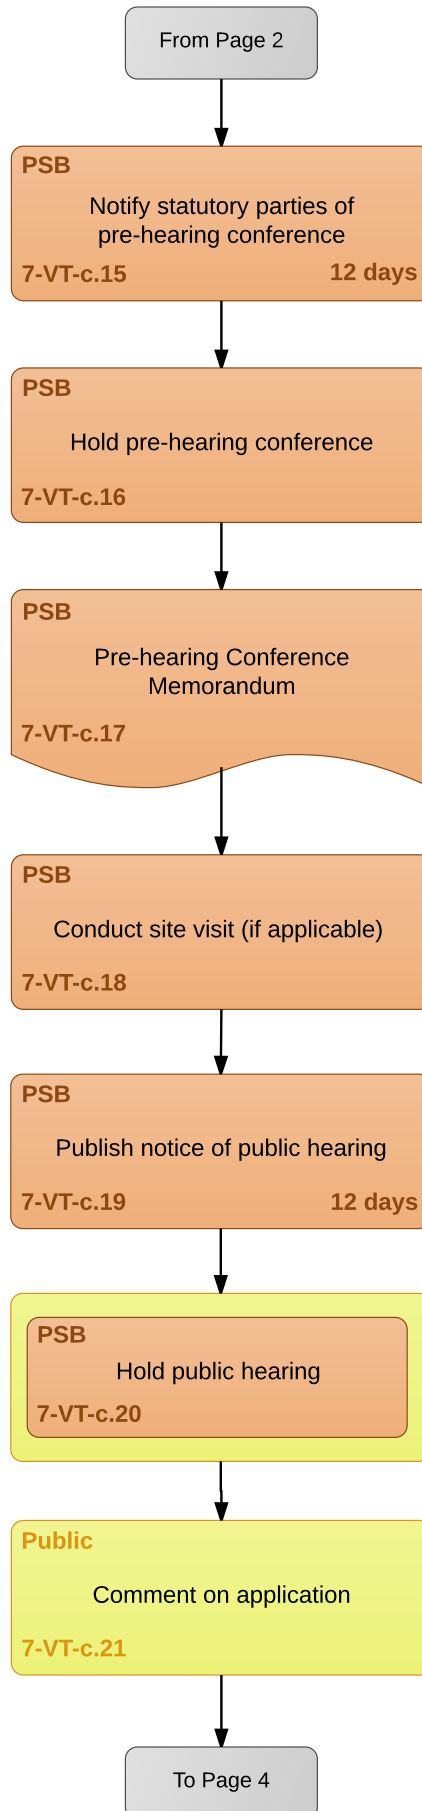 From Page 2
PSB
Notify statutory parties of
pre-hearing conference
7-VT-c.15
12 days
PSB
Hold pre-hearing conference
7-VT-c.16
PSB
Pre-hearing Conference
Memorandum
7-VT-c.17
PSB
Conduct site visit (if applicable)
7-VT-c.18
PSB
Publish notice of public hearing
7-VT-c.19
12 days
PSB
Hold public hearing
7-VT-c.20
Public
Comment on application
7-VT-c.21
To Page 4